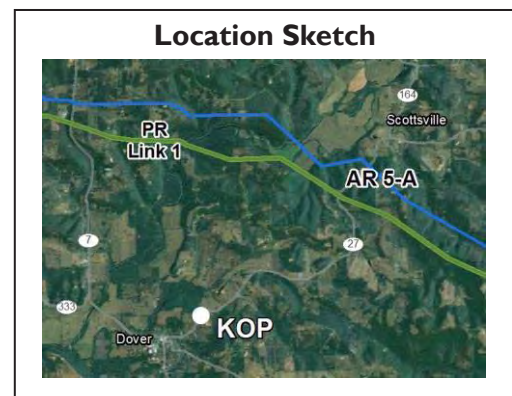 Location Sketch
164
Scottsville
PR
Link 1
AR 5-A
7
27
333
KOP
Dover